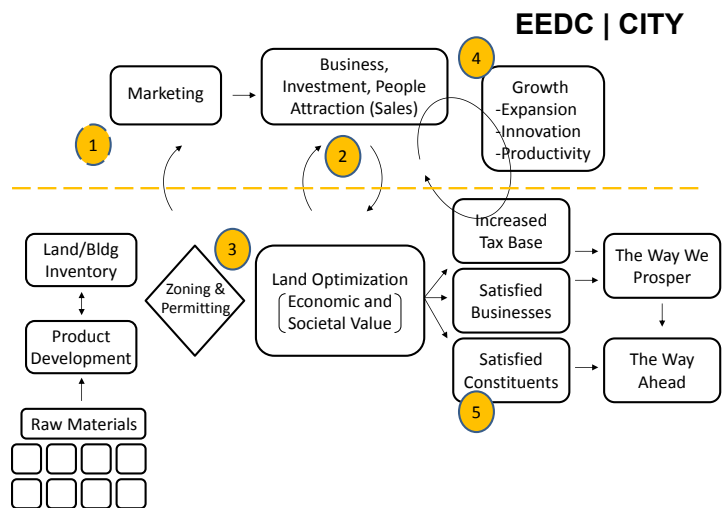 EEDC | CITY
4
Marketing
Business,
Investment, People
Attraction (Sales)
Growth
-Expansion
-Innovation
-Productivity
1
2
3
Land/Bldg
Inventory
Zoning &
Permitting
Land Optimization
Economic and
Societal Value
Increased
Tax Base
The Way We
Prosper
Product
Development
Satisfied
Businesses
Satisfied
Constituents
The Way
Ahead
5
Raw Materials